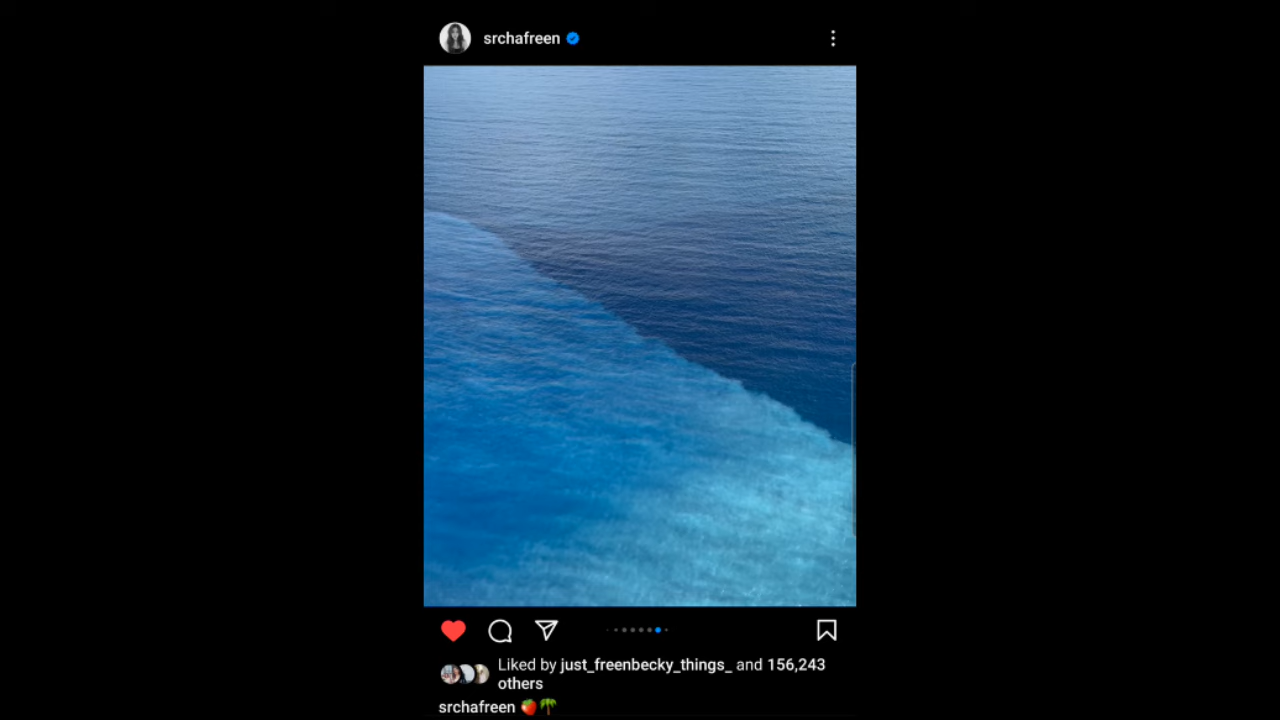 srchafreen
Liked by just_freenbecky_things_ and 156,243
others
srchafreen 🍓🌴